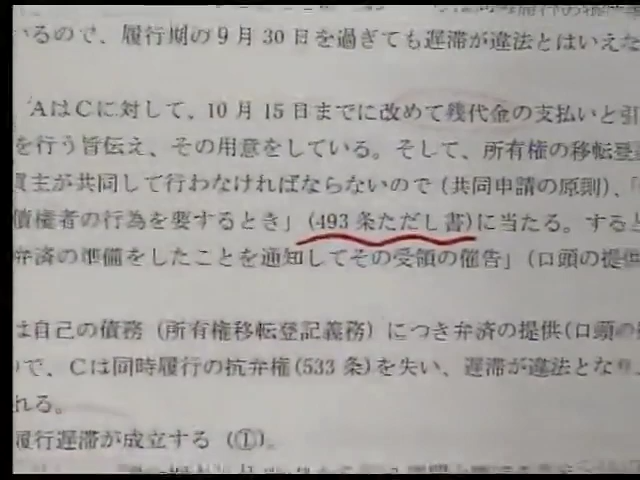 いるので、履行期の9月30日を過ぎても遅滞が違法とはいえな
AはCに対して、10月15日までに改めて残代金の支払いと引
を行う旨伝え、その用意をしている。そして、所有権の移転登
買主が共同して行わなければならないので(共同申請の原則)、「
債権者の行為を要するとき」(493条ただし書)に当たる。すると
弁済の準備をしたことを通知してその受領の催告」(口頭の提供
は自己の債務(所有権移転登記義務)につき弁済の提供(口頭の
で、Cは同時履行の抗弁権(533条)を失い、遅滞が違法となり
れる。
履行遅滞が成立する(①)。